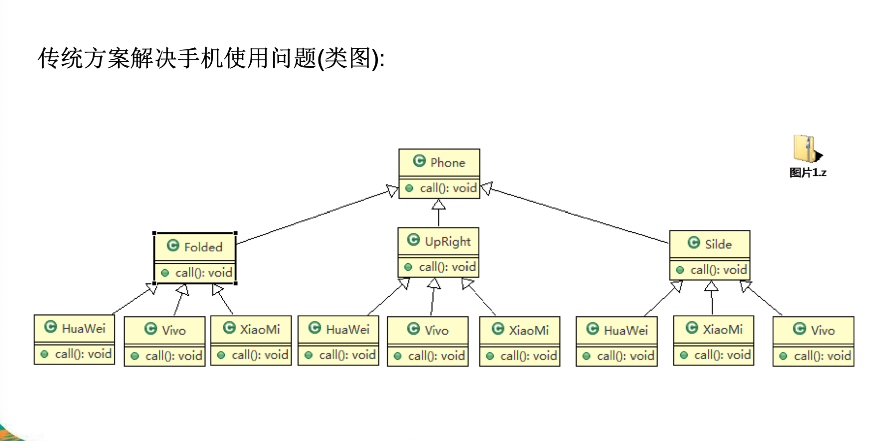 传统方案解决手机使用问题(类图):
C Phone
call(): void
图片1.z
C Folded
call(): void
C UpRight
call(): void
C Silde
call(): void
C HuaWei
call(): void
C Vivo
call(): void
C XiaoMi
call(): void
C HuaWei
call(): void
C Vivo
call(): void
C XiaoMi
call(): void
C HuaWei
call(): void
C XiaoMi
call(): void
C Vivo
call(): void